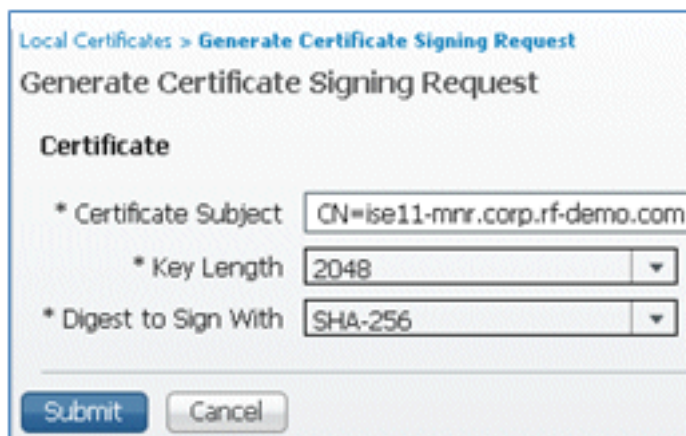 Local Certificates > Generate Certificate Signing Request
Generate Certificate Signing Request
Certificate
* Certificate Subject CN=ise11-mnr.corp.rf-demo.com
* Key Length 2048
* Digest to Sign With SHA-256
Submit Cancel